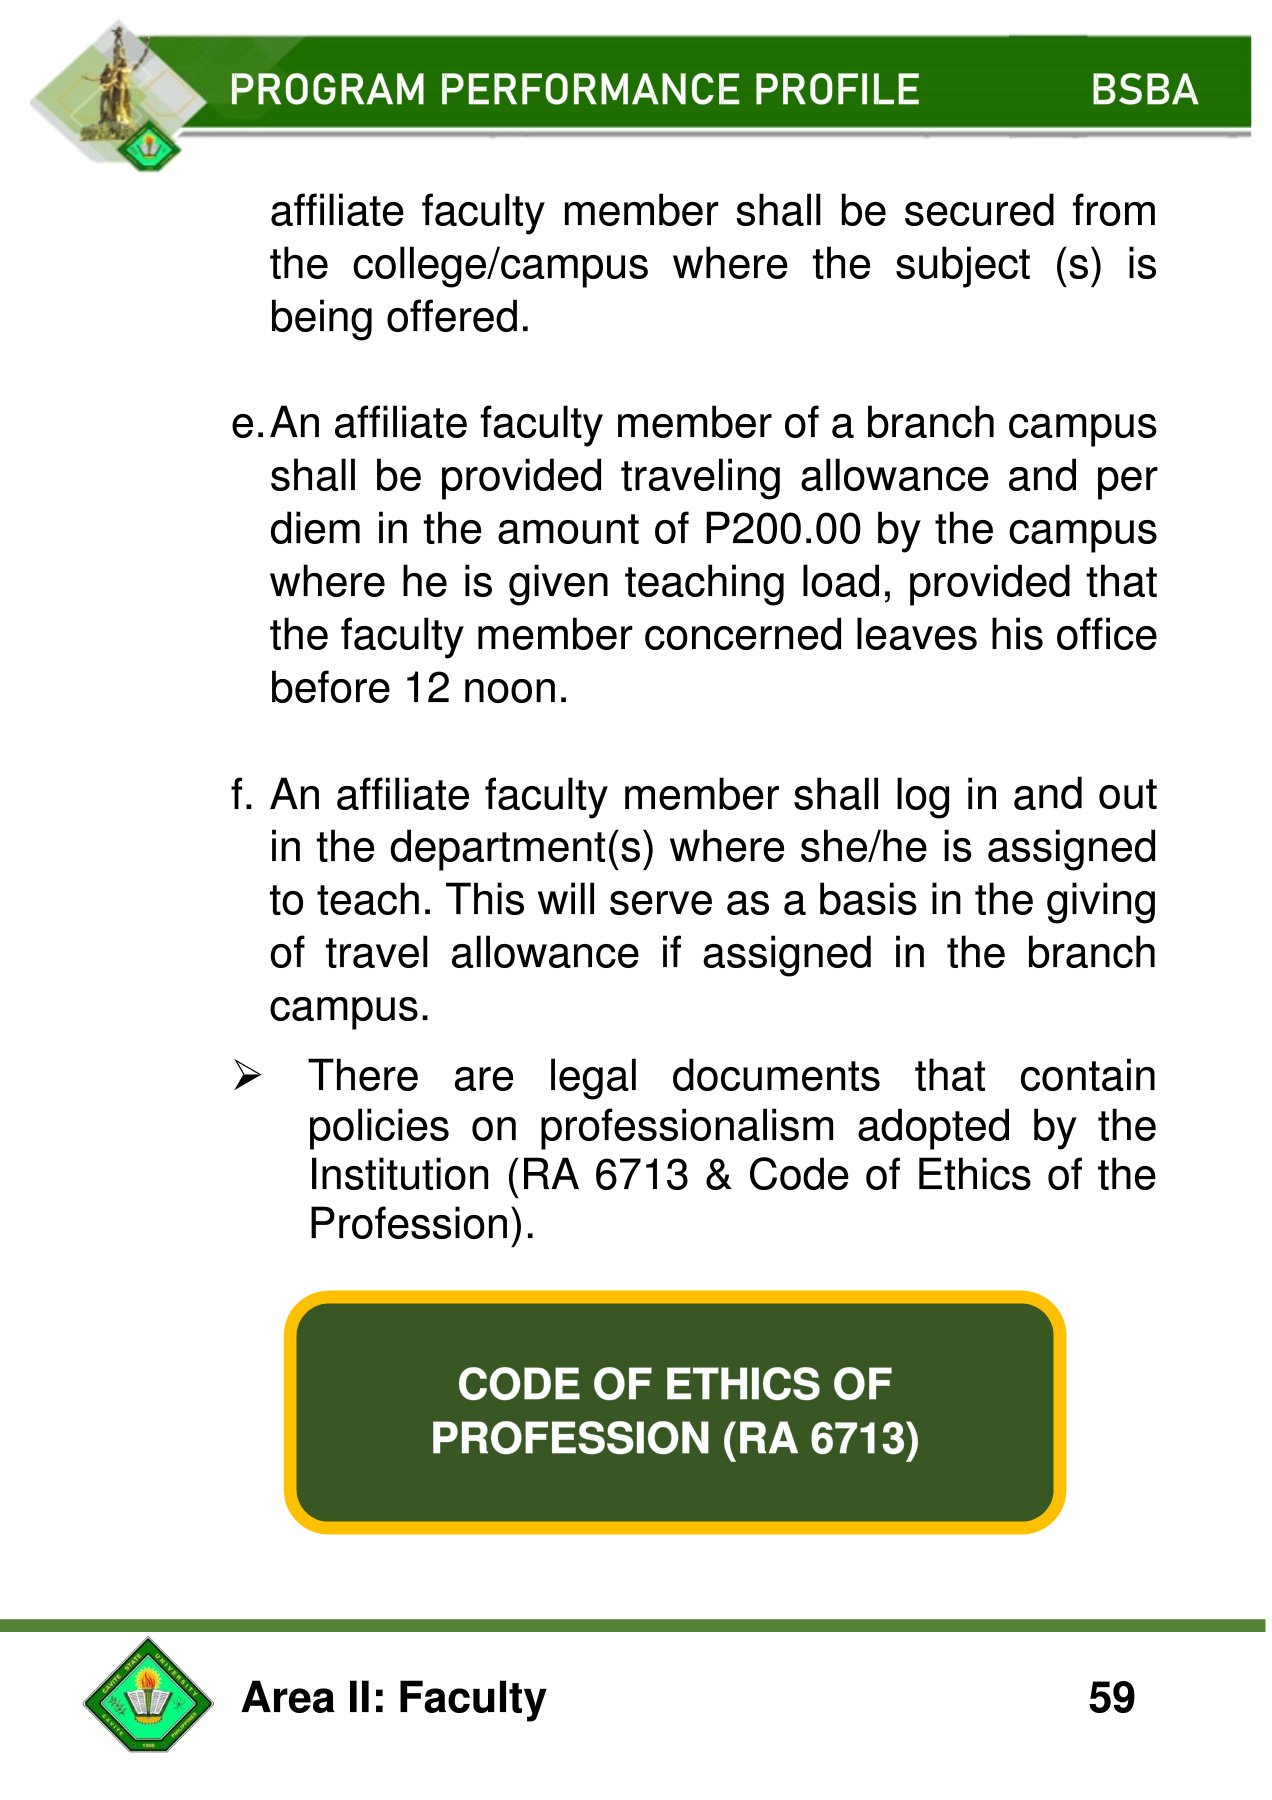 PROGRAM PERFORMANCE PROFILE BSBA
affiliate faculty member shall be secured from
the college/campus where the subject (s) is
being offered.
e. An affiliate faculty member of a branch campus
shall be provided traveling allowance and per
diem in the amount of P200.00 by the campus
where he is given teaching load, provided that
the faculty member concerned leaves his office
before 12 noon.
f. An affiliate faculty member shall log in and out
in the department(s) where she/he is assigned
to teach. This will serve as a basis in the giving
of travel allowance if assigned in the branch
campus.
➢ There are legal documents that contain
policies on professionalism adopted by the
Institution (RA 6713 & Code of Ethics of the
Profession).
CODE OF ETHICS OF
PROFESSION (RA 6713)
CAVITE STATE UNIVERSITY
CAVITE PHILIPPINES
1906
Area II: Faculty 59